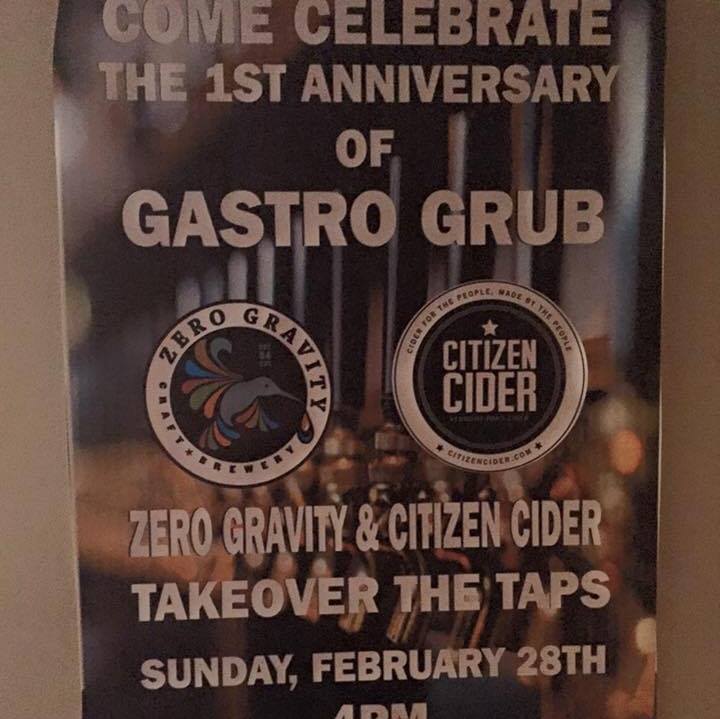 COME CELEBRATE
THE 1ST ANNIVERSARY
OF
GASTRO GRUB
ZERO GRAVITY
CRAFT ★ BREWERY
CIDER FOR THE PEOPLE, MADE BY THE PEOPLE
★
CITIZEN
CIDER
★ CITIZENCIDER.COM ★
ZERO GRAVITY & CITIZEN CIDER
TAKEOVER THE TAPS
SUNDAY, FEBRUARY 28TH
4PM